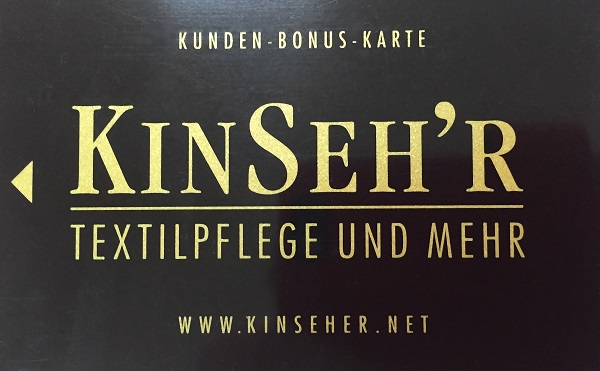 KUNDEN-BONUS-KARTE
KINSEH'R
TEXTILPFLEGE UND MEHR
WWW.KINSEHER.NET